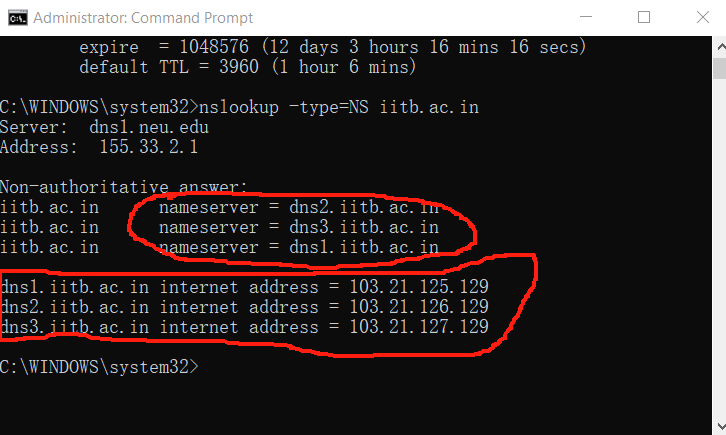 Administrator: Command Prompt
expire  = 1048576 (12 days 3 hours 16 mins 16 secs)
default TTL = 3960 (1 hour 6 mins)
C:\WINDOWS\system32>nslookup -type=NS iitb.ac.in
Server:  dns1.neu.edu
Address:  155.33.2.1
Non-authoritative answer:
iitb.ac.in      nameserver = dns2.iitb.ac.in
iitb.ac.in      nameserver = dns3.iitb.ac.in
iitb.ac.in      nameserver = dns1.iitb.ac.in
dns1.iitb.ac.in internet address = 103.21.125.129
dns2.iitb.ac.in internet address = 103.21.126.129
dns3.iitb.ac.in internet address = 103.21.127.129
C:\WINDOWS\system32>